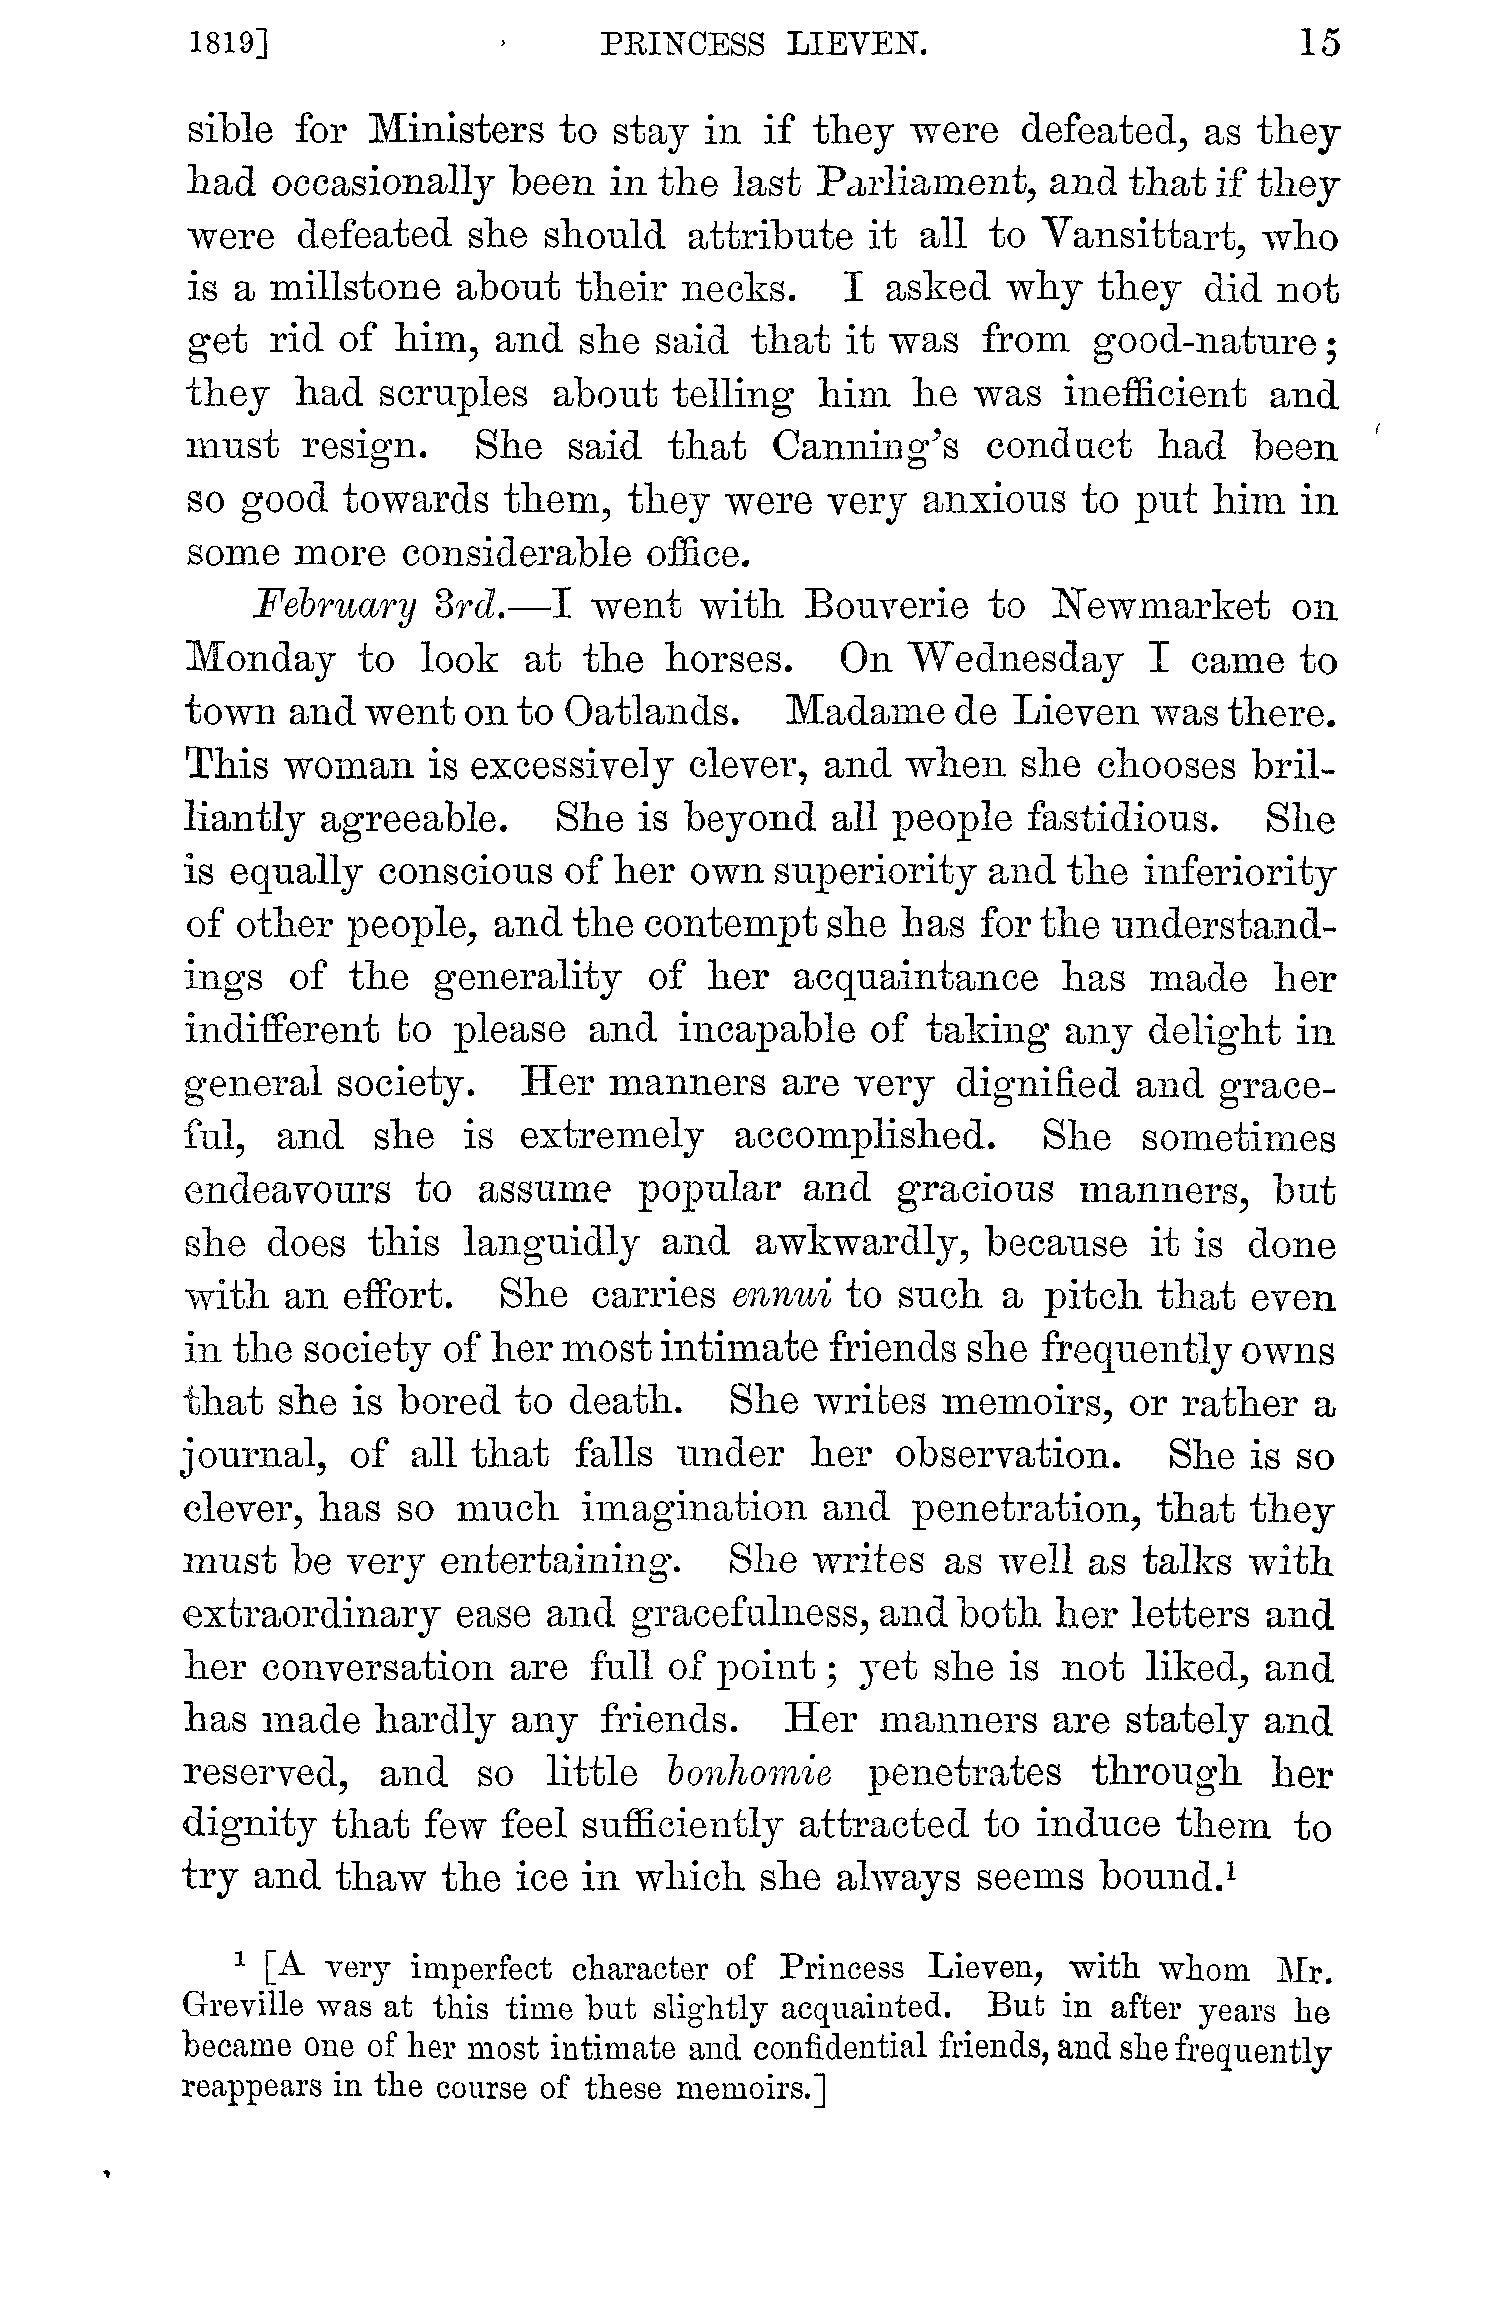 1819] PRINCESS LIEVEN. 15
sible for Ministers to stay in if they were defeated, as they
had occasionally been in the last Parliament, and that if they
were defeated she should attribute it all to Vansittart, who
is a millstone about their necks. I asked why they did not
get rid of him, and she said that it was from good-nature;
they had scruples about telling him he was inefficient and
must resign. She said that Canning's conduct had been
so good towards them, they were very anxious to put him in
some more considerable office.
February 3rd.—I went with Bouverie to Newmarket on
Monday to look at the horses. On Wednesday I came to
town and went on to Oatlands. Madame de Lieven was there.
This woman is excessively clever, and when she chooses bril-
liantly agreeable. She is beyond all people fastidious. She
is equally conscious of her own superiority and the inferiority
of other people, and the contempt she has for the understand-
ings of the generality of her acquaintance has made her
indifferent to please and incapable of taking any delight in
general society. Her manners are very dignified and grace-
ful, and she is extremely accomplished. She sometimes
endeavours to assume popular and gracious manners, but
she does this languidly and awkwardly, because it is done
with an effort. She carries ennui to such a pitch that even
in the society of her most intimate friends she frequently owns
that she is bored to death. She writes memoirs, or rather a
journal, of all that falls under her observation. She is so
clever, has so much imagination and penetration, that they
must be very entertaining. She writes as well as talks with
extraordinary ease and gracefulness, and both her letters and
her conversation are full of point; yet she is not liked, and
has made hardly any friends. Her manners are stately and
reserved, and so little bonhomie penetrates through her
dignity that few feel sufficiently attracted to induce them to
try and thaw the ice in which she always seems bound.¹
¹ [A very imperfect character of Princess Lieven, with whom Mr.
Greville was at this time but slightly acquainted. But in after years he
became one of her most intimate and confidential friends, and she frequently
reappears in the course of these memoirs.]